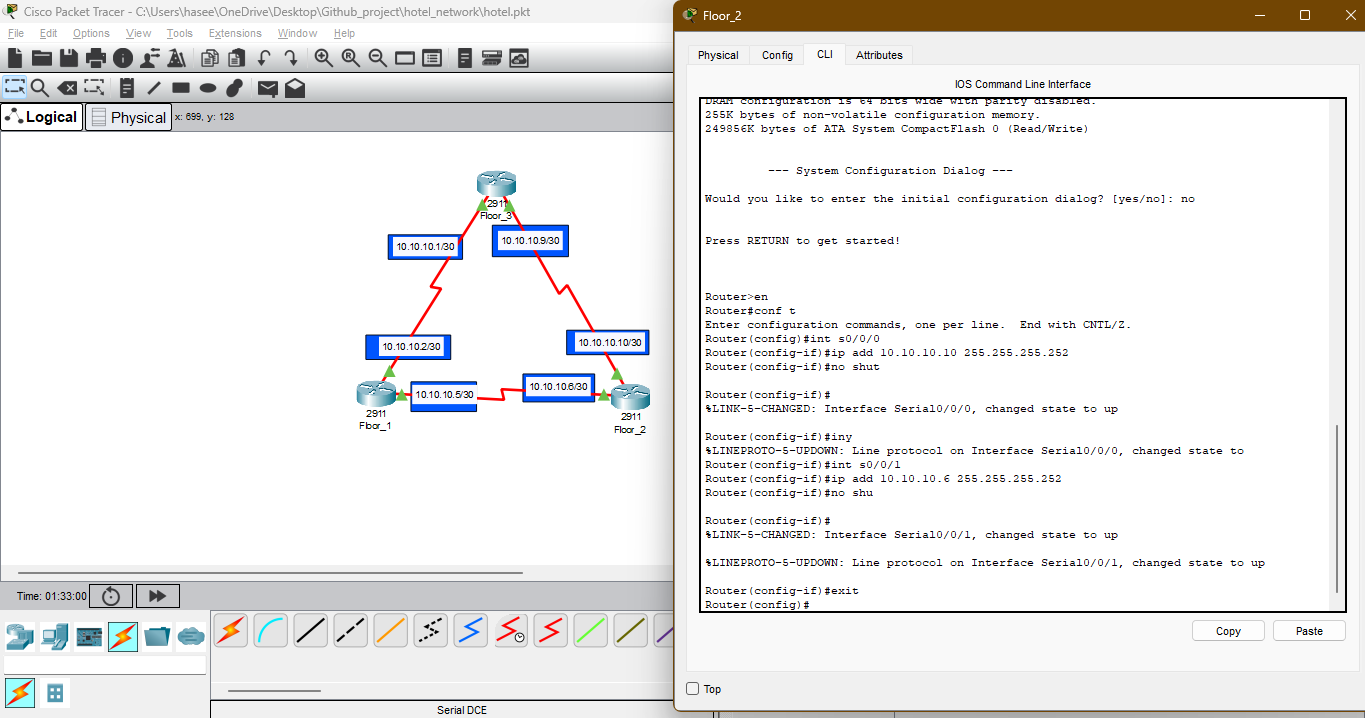 Cisco Packet Tracer - C:\Users\hasee\OneDrive\Desktop\Github_project\hotel_network\hotel.pkt
File Edit Options View Tools Extensions Window Help
Logical
Physical
x: 699, y: 128
2911
Floor_3
10.10.10.1/30
10.10.10.9/30
10.10.10.2/30
10.10.10.10/30
10.10.10.5/30
10.10.10.6/30
2911
Floor_1
2911
Floor_2
Time: 01:33:00
Serial DCE
Floor_2
Physical Config CLI Attributes
IOS Command Line Interface
DRAM configuration is 64 bits wide with parity disabled.
255K bytes of non-volatile configuration memory.
249856K bytes of ATA System CompactFlash 0 (Read/Write)
--- System Configuration Dialog ---
Would you like to enter the initial configuration dialog? [yes/no]: no
Press RETURN to get started!
Router>en
Router#conf t
Enter configuration commands, one per line.  End with CNTL/Z.
Router(config)#int s0/0/0
Router(config-if)#ip add 10.10.10.10 255.255.255.252
Router(config-if)#no shut
Router(config-if)#
%LINK-5-CHANGED: Interface Serial0/0/0, changed state to up
Router(config-if)#iny
%LINEPROTO-5-UPDOWN: Line protocol on Interface Serial0/0/0, changed state to
Router(config-if)#int s0/0/1
Router(config-if)#ip add 10.10.10.6 255.255.255.252
Router(config-if)#no shu
Router(config-if)#
%LINK-5-CHANGED: Interface Serial0/0/1, changed state to up
%LINEPROTO-5-UPDOWN: Line protocol on Interface Serial0/0/1, changed state to up
Router(config-if)#exit
Router(config)#
Copy
Paste
Top